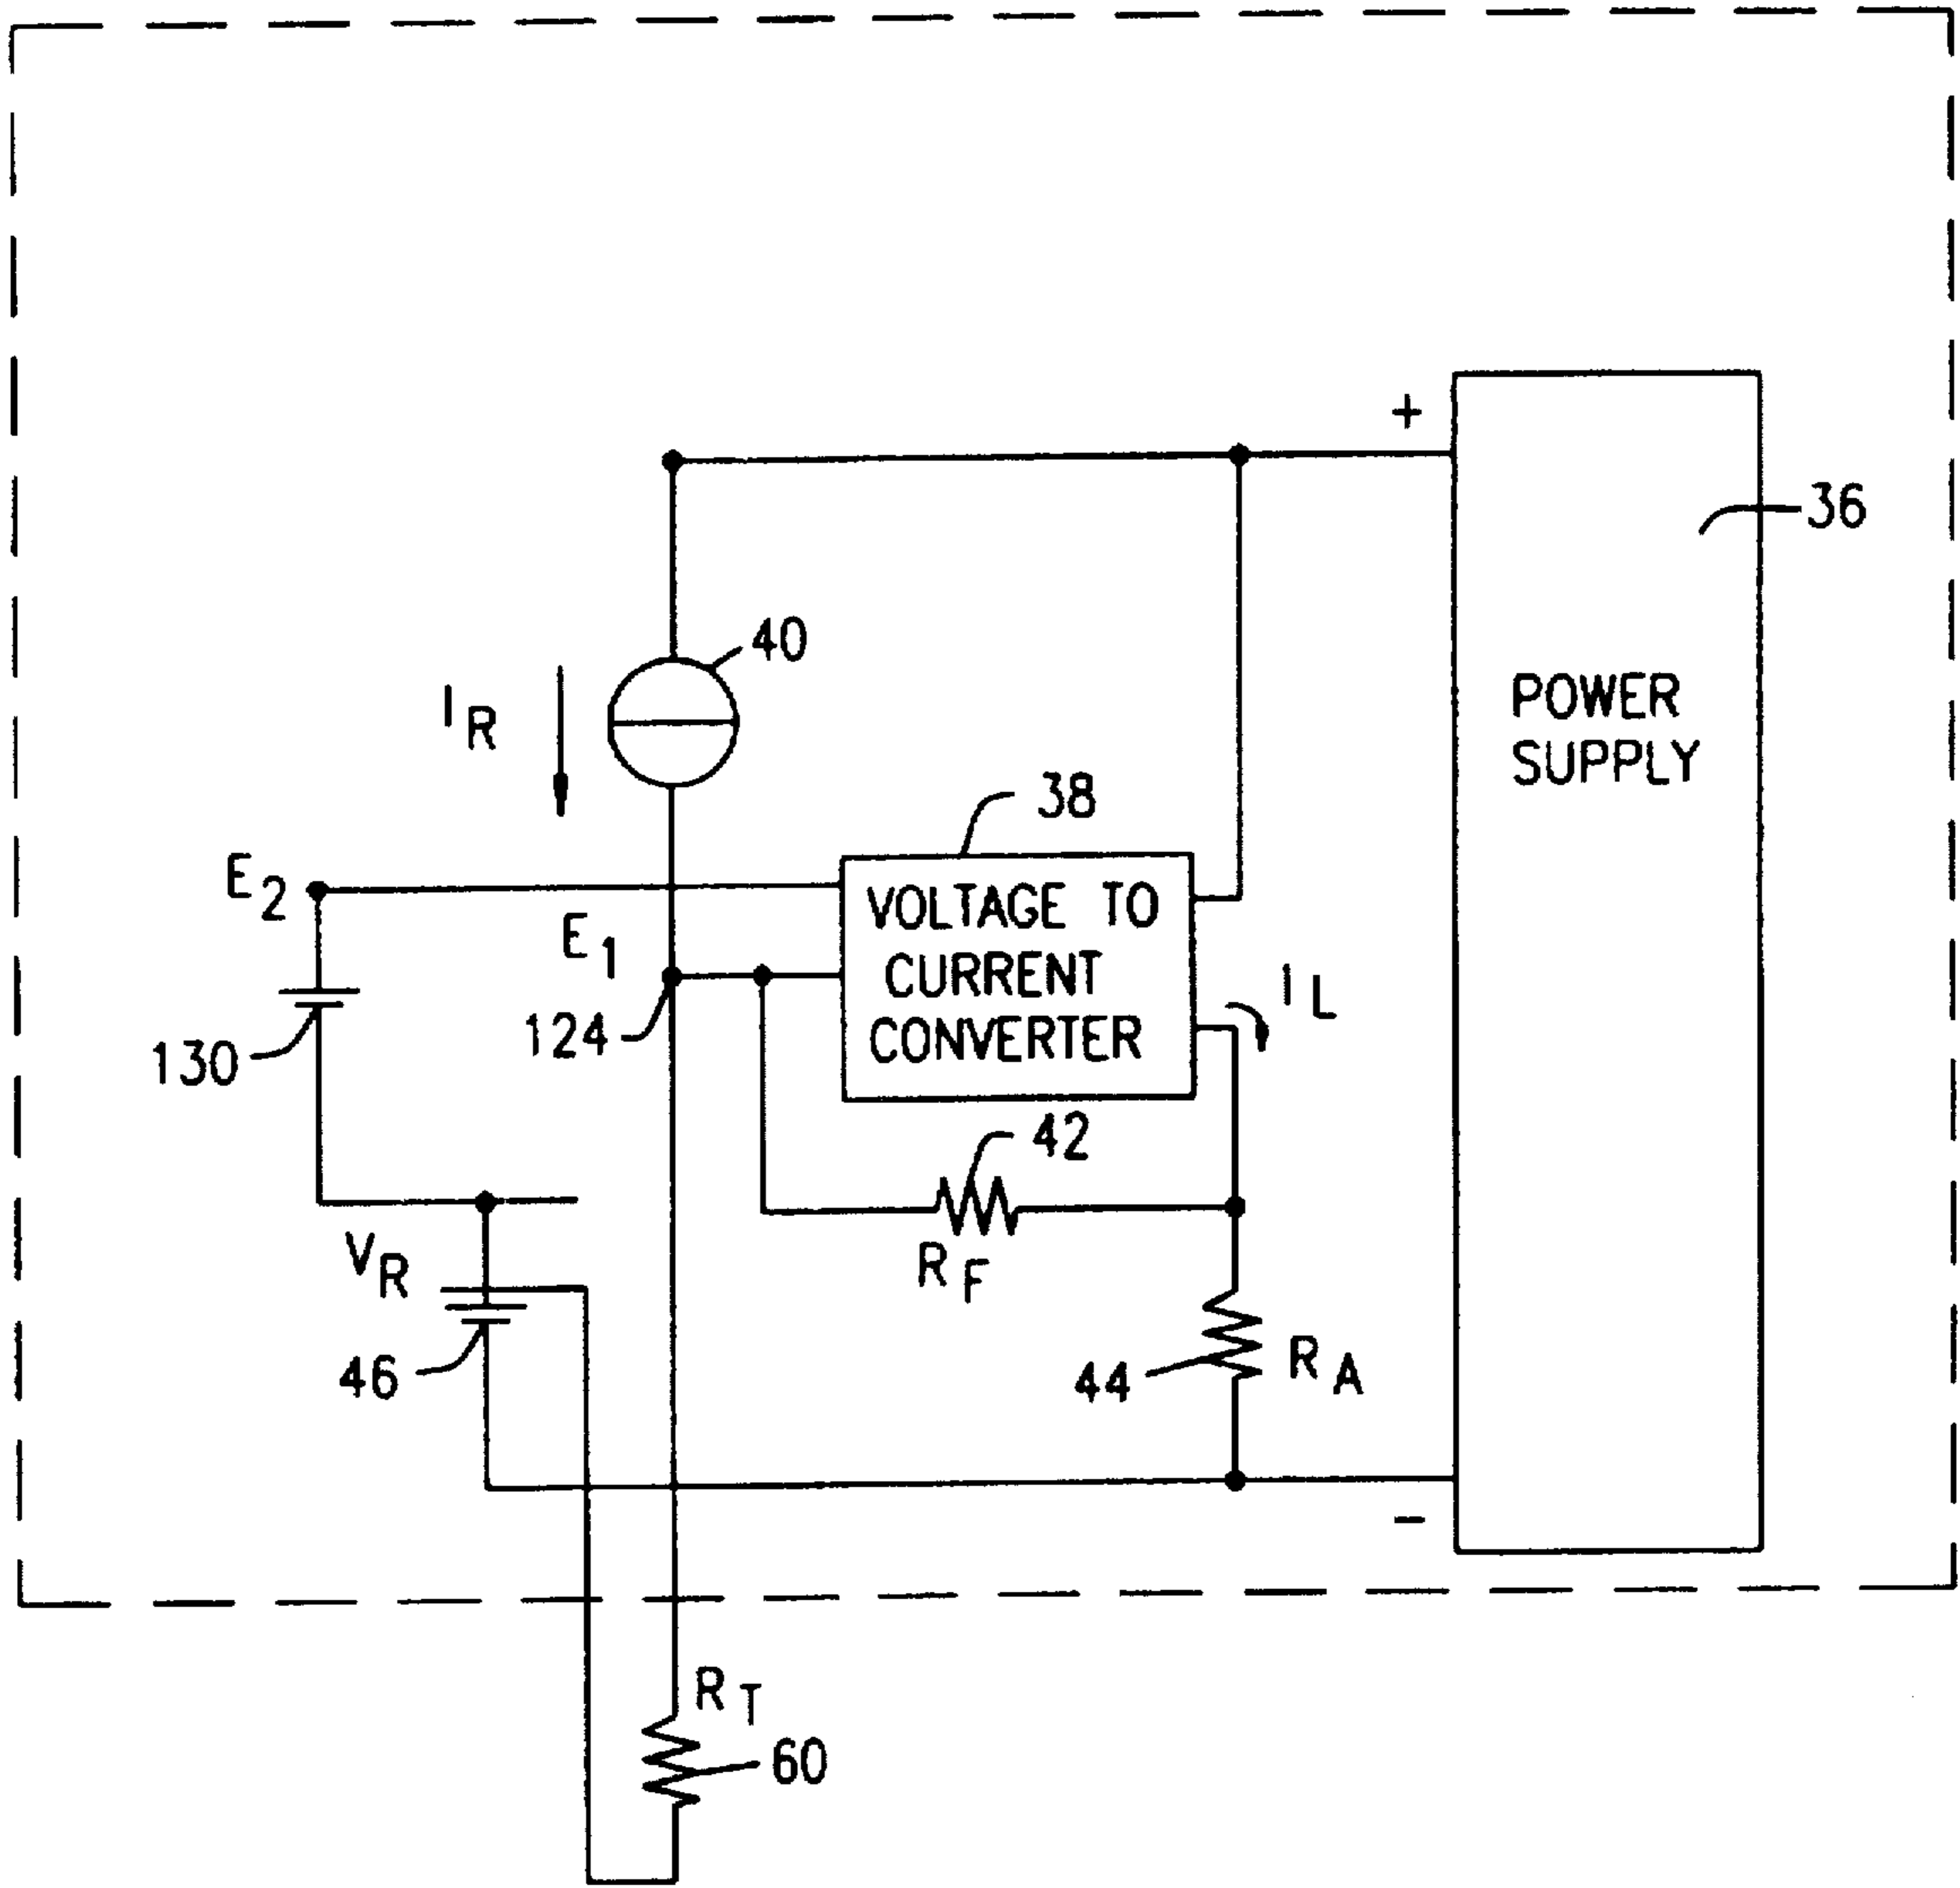 +
36
40
I R
POWER
SUPPLY
38
E 2
E 1
VOLTAGE TO
CURRENT
CONVERTER
I L
124
130
42
V R
R F
46
44
R A
-
R T
60